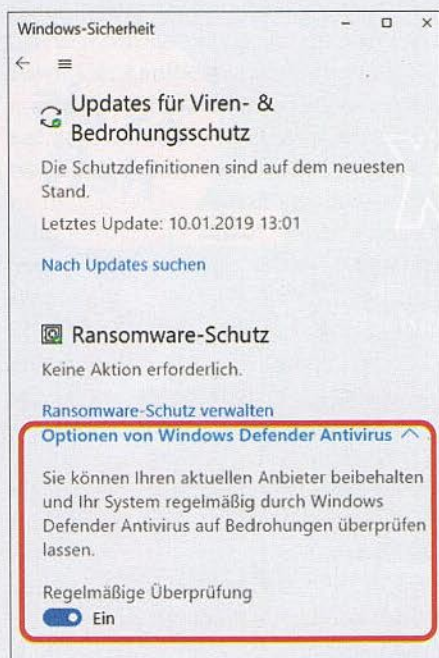 Windows-Sicherheit
Updates für Viren- &
Bedrohungsschutz
Die Schutzdefinitionen sind auf dem neuesten
Stand.
Letztes Update: 10.01.2019 13:01
Nach Updates suchen
Ransomware-Schutz
Keine Aktion erforderlich.
Ransomware-Schutz verwalten
Optionen von Windows Defender Antivirus
Sie können Ihren aktuellen Anbieter beibehalten
und Ihr System regelmäßig durch Windows
Defender Antivirus auf Bedrohungen überprüfen
lassen.
Regelmäßige Überprüfung
Ein